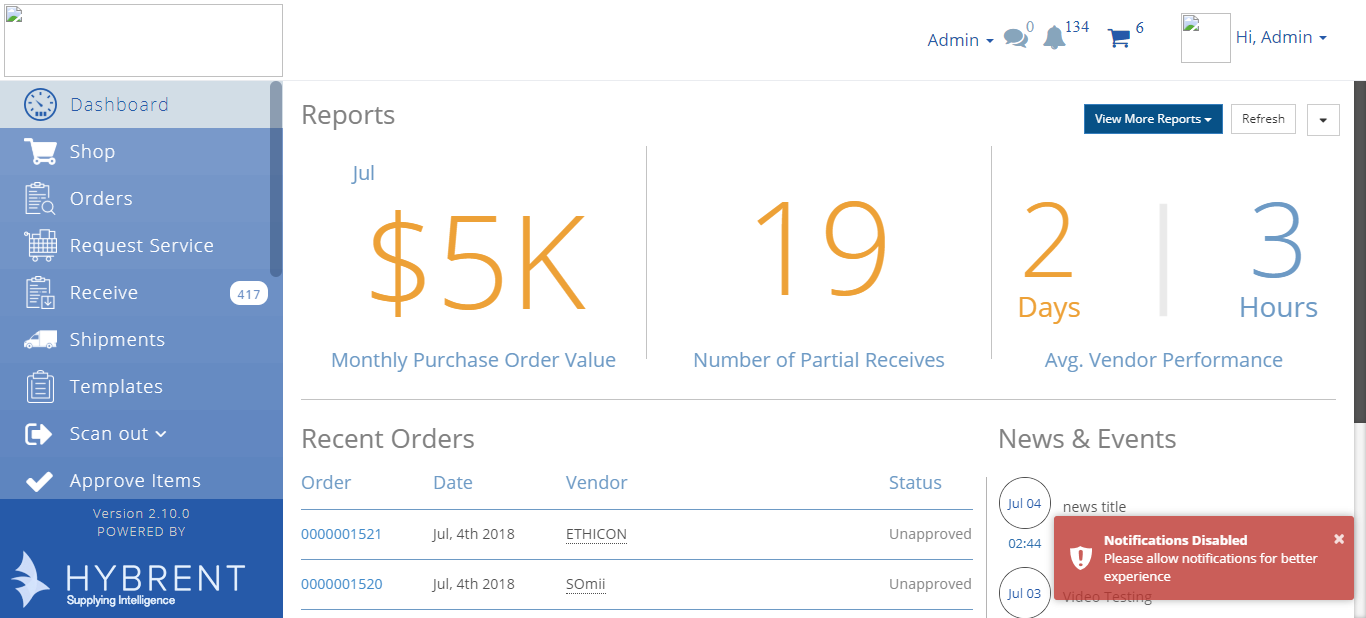 Admin
0
134
6
Hi, Admin
Dashboard
Shop
Orders
Request Service
Receive 417
Shipments
Templates
Scan out
Approve Items
Version 2.10.0
POWERED BY
HYBRENT
Supplying Intelligence
Reports
View More Reports
Refresh
Jul
$5K
Monthly Purchase Order Value
19
Number of Partial Receives
2
Days
3
Hours
Avg. Vendor Performance
Recent Orders
Order Date Vendor Status
0000001521 Jul, 4th 2018 ETHICON Unapproved
0000001520 Jul, 4th 2018 SOmii Unapproved
News & Events
Jul 04
news title
02:44
Jul 03
Video Testing
Notifications Disabled ×
Please allow notifications for better
experience